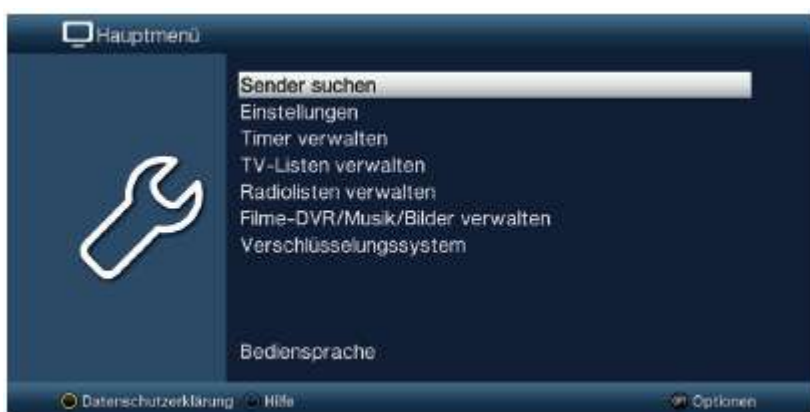 Hauptmenü
Sender suchen
Einstellungen
Timer verwalten
TV-Listen verwalten
Radiolisten verwalten
Filme-DVR/Musik/Bilder verwalten
Verschlüsselungssystem
Bediensprache
Datenschutzerklärung Hilfe Optionen